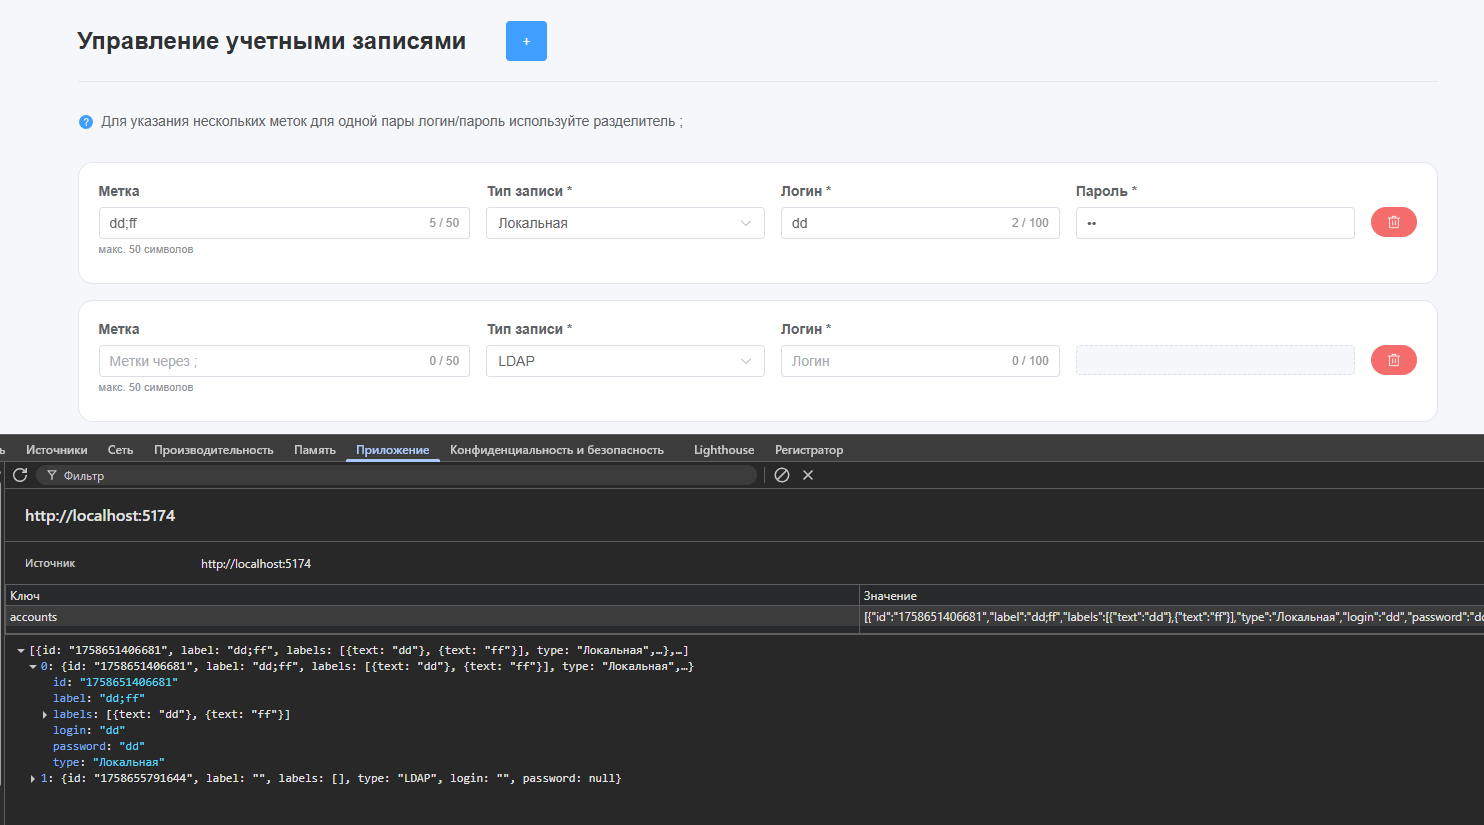 Управление учетными записями +
? Для указания нескольких меток для одной пары логин/пароль используйте разделитель ;
Метка Тип записи * Логин * Пароль *
dd;ff 5 / 50 Локальная dd 2 / 100 ••
макс. 50 символов
Метка Тип записи * Логин *
Метки через ; 0 / 50 LDAP Логин 0 / 100
макс. 50 символов
Источники Сеть Производительность Память Приложение Конфиденциальность и безопасность Lighthouse Регистратор
Фильтр
http://localhost:5174
Источник http://localhost:5174
Ключ Значение
accounts [{"id":"1758651406681","label":"dd;ff","labels":[{"text":"dd"},{"text":"ff"}],"type":"Локальная","login":"dd","password":"dd
[{id: "1758651406681", label: "dd;ff", labels: [{text: "dd"}, {text: "ff"}], type: "Локальная",…},…]
0: {id: "1758651406681", label: "dd;ff", labels: [{text: "dd"}, {text: "ff"}], type: "Локальная",…}
id: "1758651406681"
label: "dd;ff"
labels: [{text: "dd"}, {text: "ff"}]
login: "dd"
password: "dd"
type: "Локальная"
1: {id: "1758655791644", label: "", labels: [], type: "LDAP", login: "", password: null}